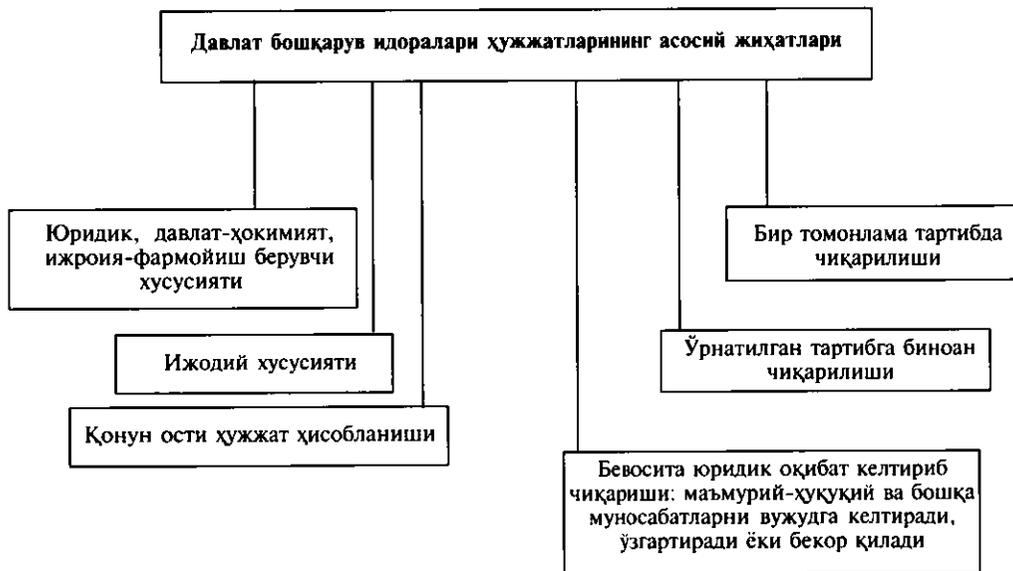 Давлат бошқарув идоралари ҳужжатларининг асосий жиҳатлари
Юридик, давлат-ҳокимият,
ижроия-фармойиш берувчи
хусусияти
Бир томонлама тартибда
чиқарилиши
Ижодий хусусияти
Ўрнатилган тартибга биноан
чиқарилиши
Қонун ости ҳужжат ҳисобланиши
Бевосита юридик оқибат келтириб
чиқариши: маъмурий-ҳуқуқий ва бошқа
муносабатларни вужудга келтиради,
ўзгартиради ёки бекор қилади